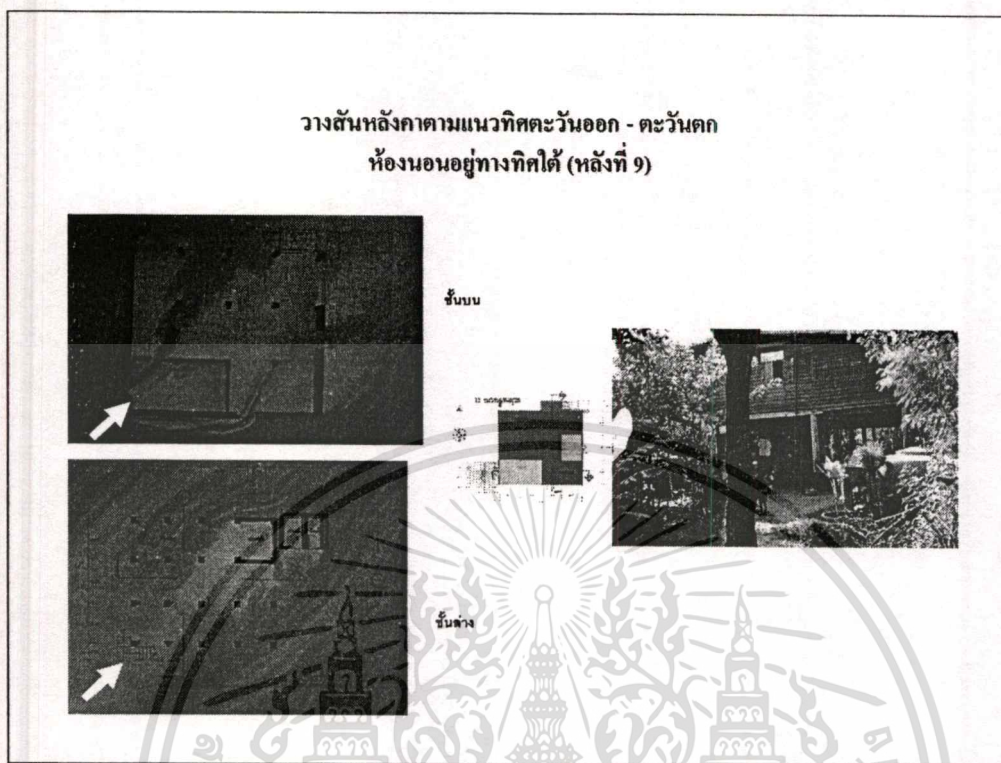 วางสันหลังคาตามแนวทิศตะวันออก - ตะวันตก
ห้องนอนอยู่ทางทิศใต้ (หลังที่ 9)
ชั้นบน
ชั้นล่าง